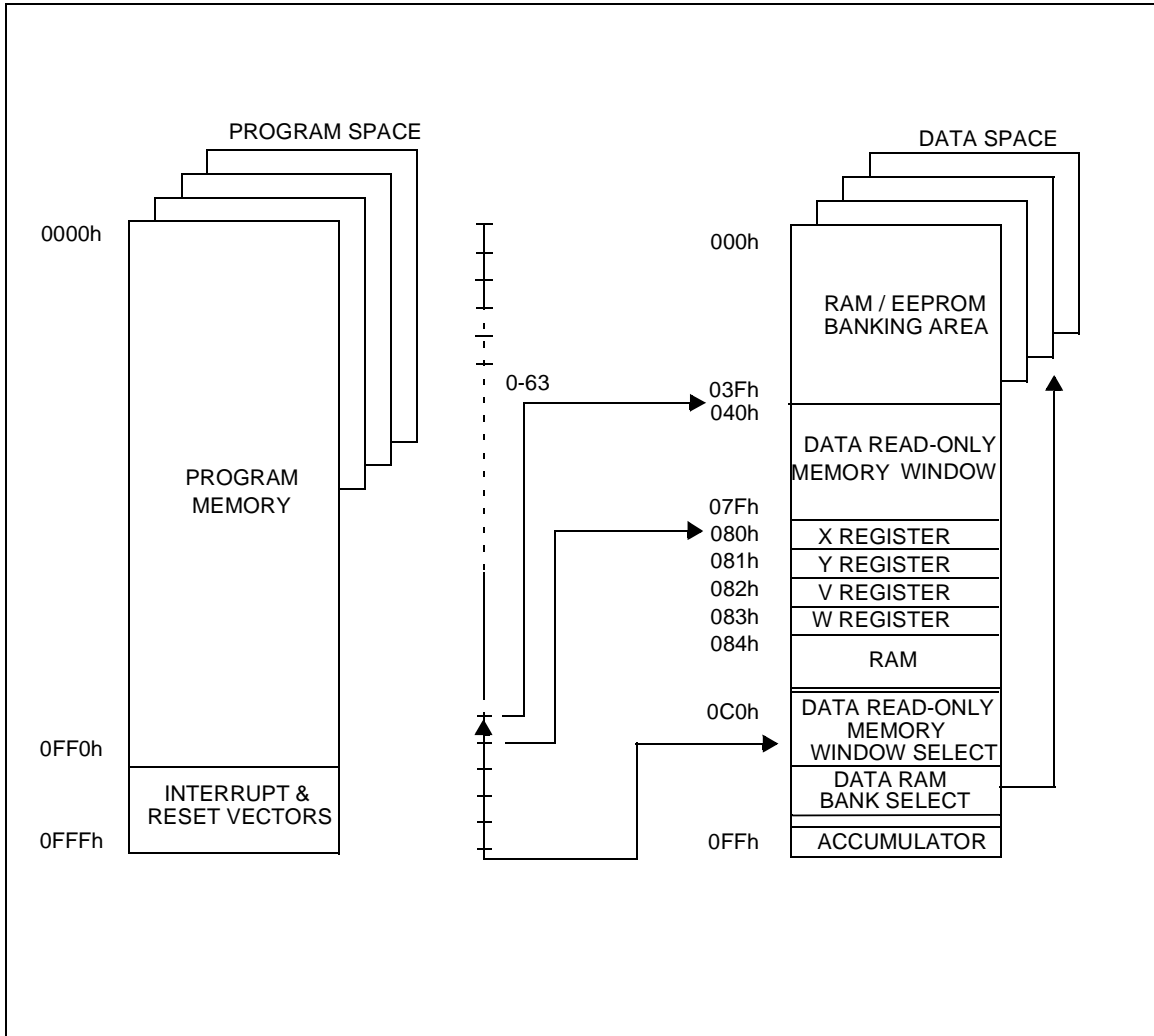 PROGRAM SPACE
0000h
PROGRAM
MEMORY
0FF0h
INTERRUPT &
RESET VECTORS
0FFFh
0-63
DATA SPACE
000h
RAM / EEPROM
BANKING AREA
03Fh
040h
DATA READ-ONLY
MEMORY WINDOW
07Fh
080h
X REGISTER
081h
Y REGISTER
082h
V REGISTER
083h
W REGISTER
084h
RAM
0C0h
DATA READ-ONLY
MEMORY
WINDOW SELECT
DATA RAM
BANK SELECT
0FFh
ACCUMULATOR